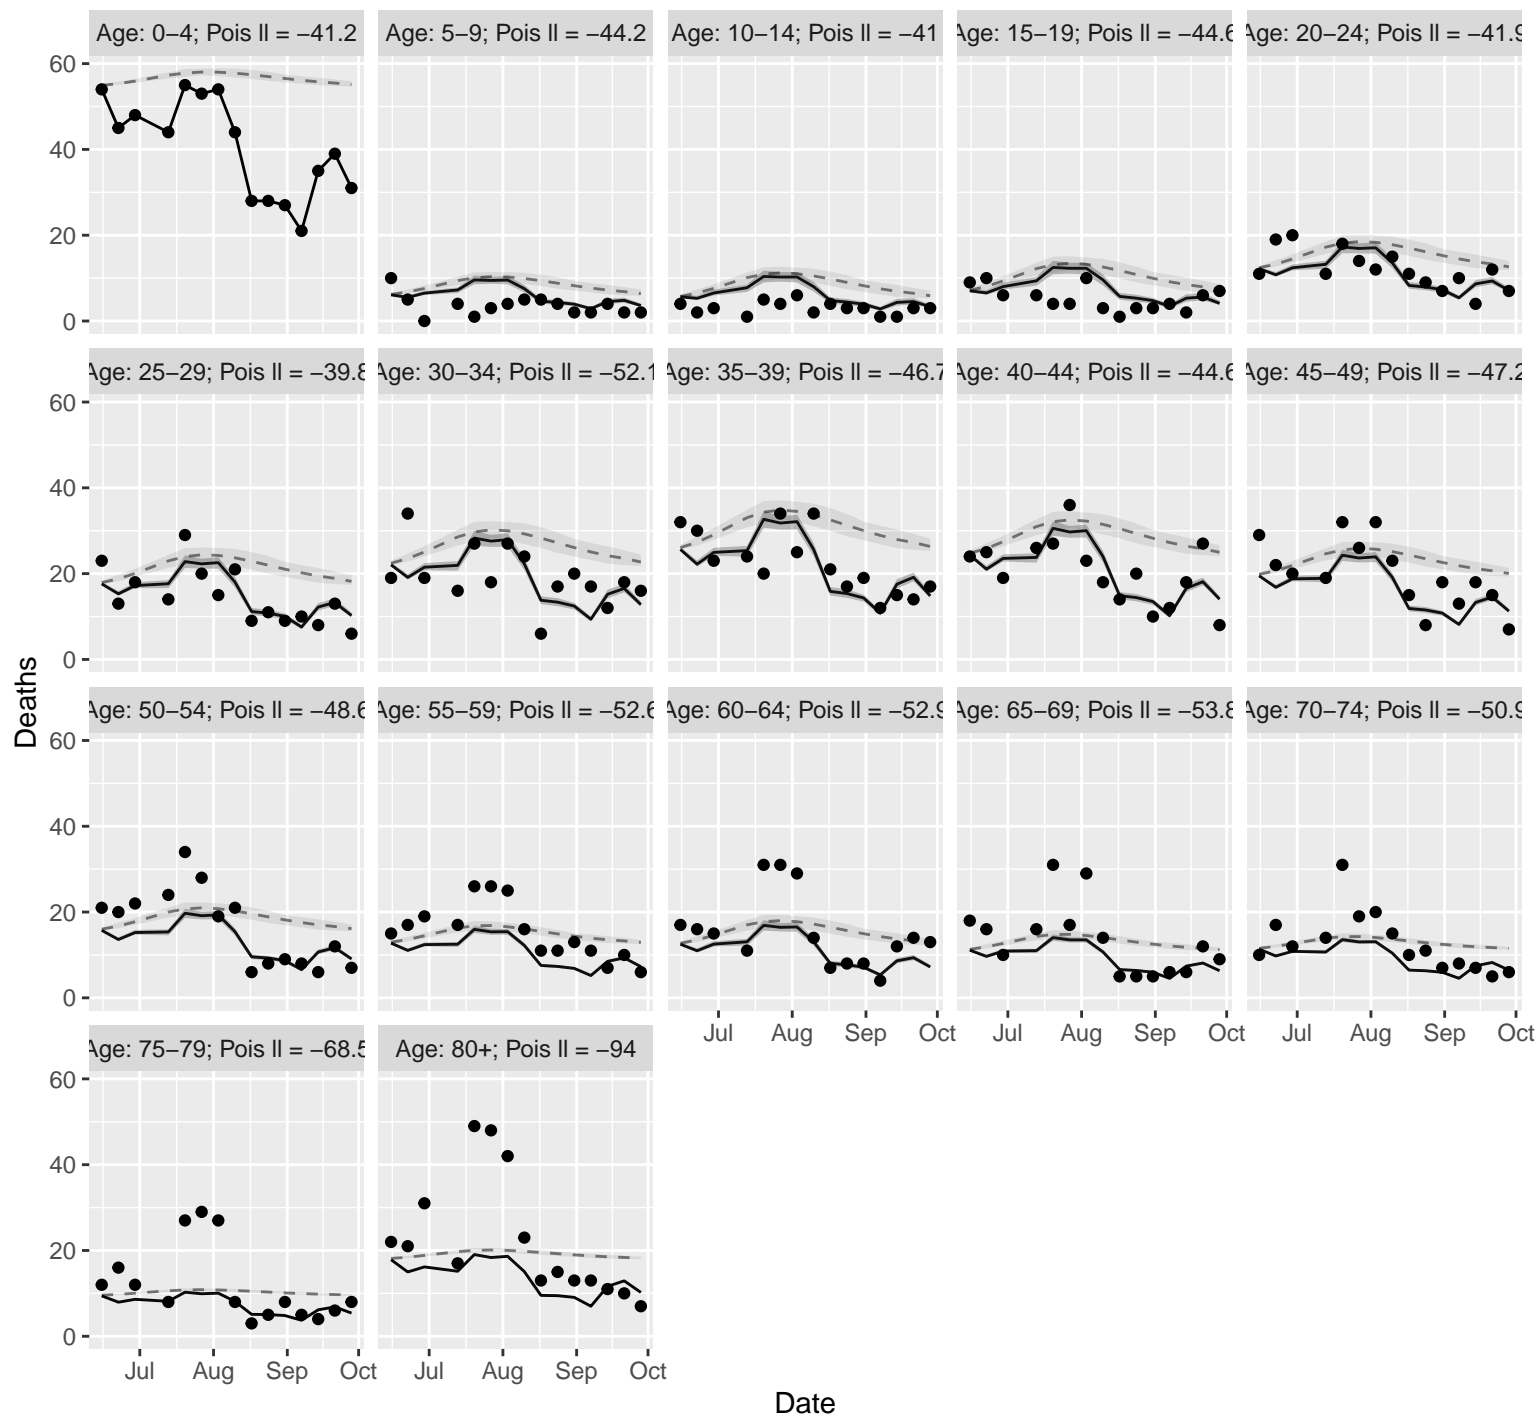 Age: 0−4; Pois ll = −41.2
Age: 5−9; Pois ll = −44.2
Age: 10−14; Pois ll = −41
Age: 15−19; Pois ll = −44.6
Age: 20−24; Pois ll = −41.9
60
40
20
0
Age: 25−29; Pois ll = −39.8
Age: 30−34; Pois ll = −52.1
Age: 35−39; Pois ll = −46.7
Age: 40−44; Pois ll = −44.6
Age: 45−49; Pois ll = −47.2
60
40
20
0
Deaths
Age: 50−54; Pois ll = −48.6
Age: 55−59; Pois ll = −52.6
Age: 60−64; Pois ll = −52.9
Age: 65−69; Pois ll = −53.8
Age: 70−74; Pois ll = −50.9
60
40
20
0
Jul Aug Sep Oct
Jul Aug Sep Oct
Jul Aug Sep Oct
Age: 75−79; Pois ll = −68.5
Age: 80+; Pois ll = −94
60
40
20
0
Jul Aug Sep Oct
Jul Aug Sep Oct
Date